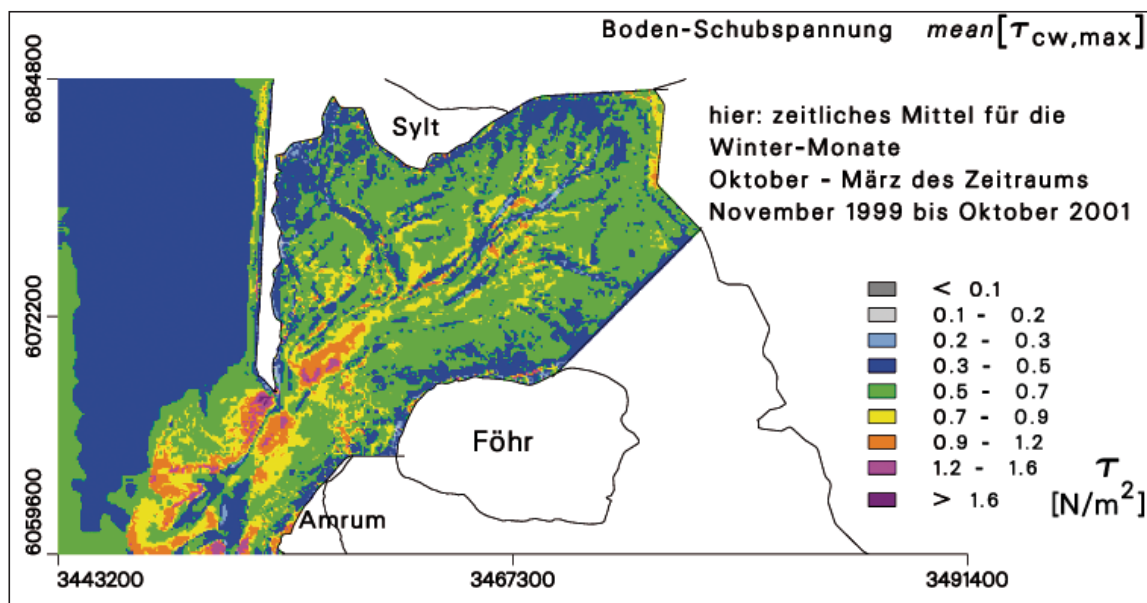 Boden-Schubspannung mean[τcw,max]
hier: zeitliches Mittel für die
Winter-Monate
Oktober - März des Zeitraums
November 1999 bis Oktober 2001
Sylt
Föhr
Amrum
< 0.1
0.1 - 0.2
0.2 - 0.3
0.3 - 0.5
0.5 - 0.7
0.7 - 0.9
0.9 - 1.2
1.2 - 1.6
> 1.6
τ
[N/m²]
6084800
6072200
6059600
3443200
3467300
3491400